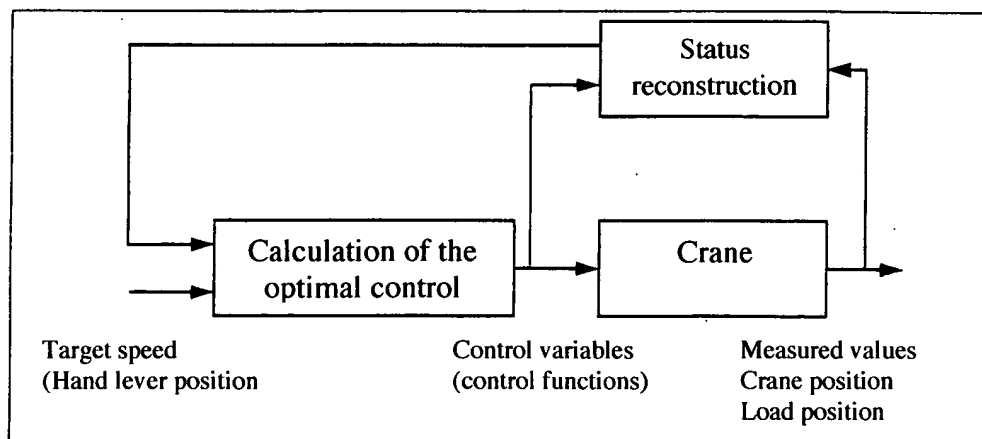 Status
reconstruction
Calculation of the
optimal control
Crane
Target speed
(Hand lever position
Control variables
(control functions)
Measured values
Crane position
Load position